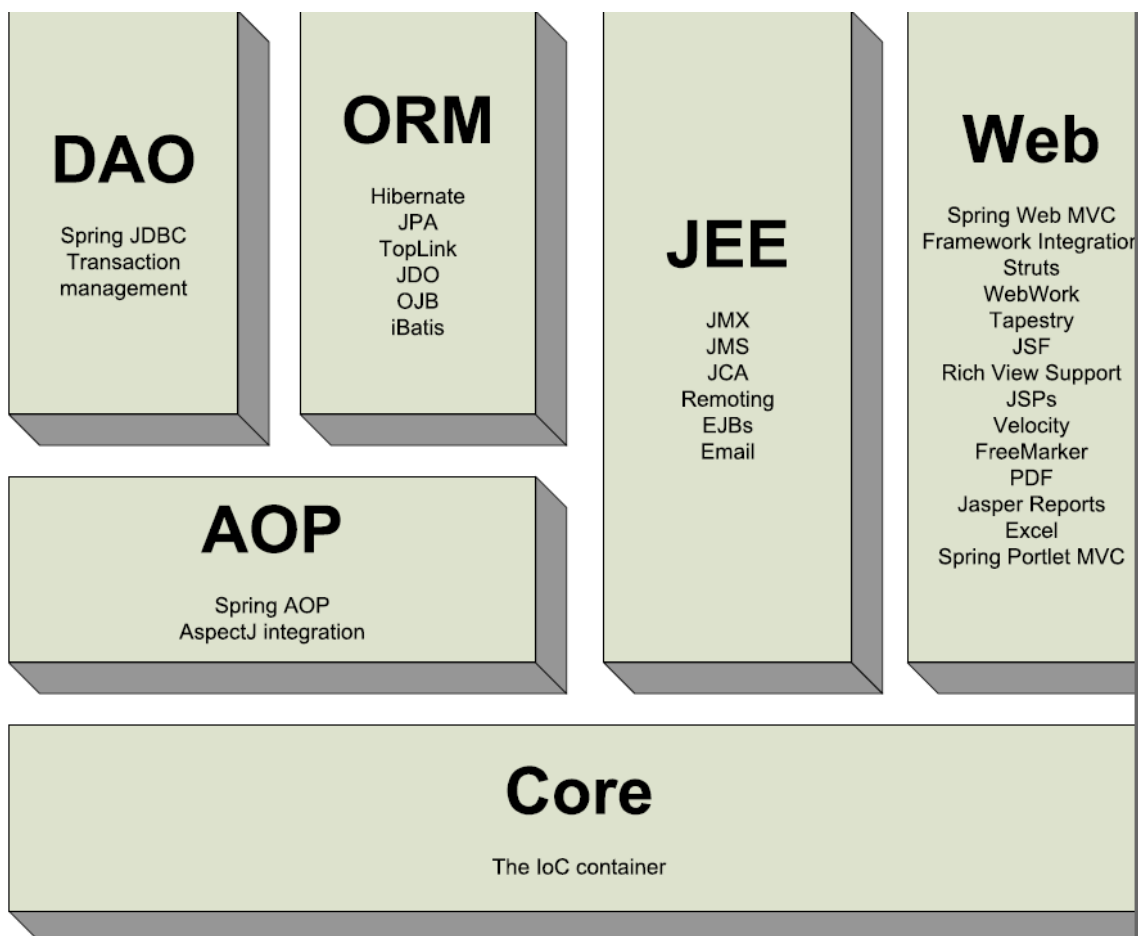 DAO
Spring JDBC
Transaction
management
ORM
Hibernate
JPA
TopLink
JDO
OJB
iBatis
JEE
JMX
JMS
JCA
Remoting
EJBs
Email
Web
Spring Web MVC
Framework Integration
Struts
WebWork
Tapestry
JSF
Rich View Support
JSPs
Velocity
FreeMarker
PDF
Jasper Reports
Excel
Spring Portlet MVC
AOP
Spring AOP
AspectJ integration
Core
The IoC container